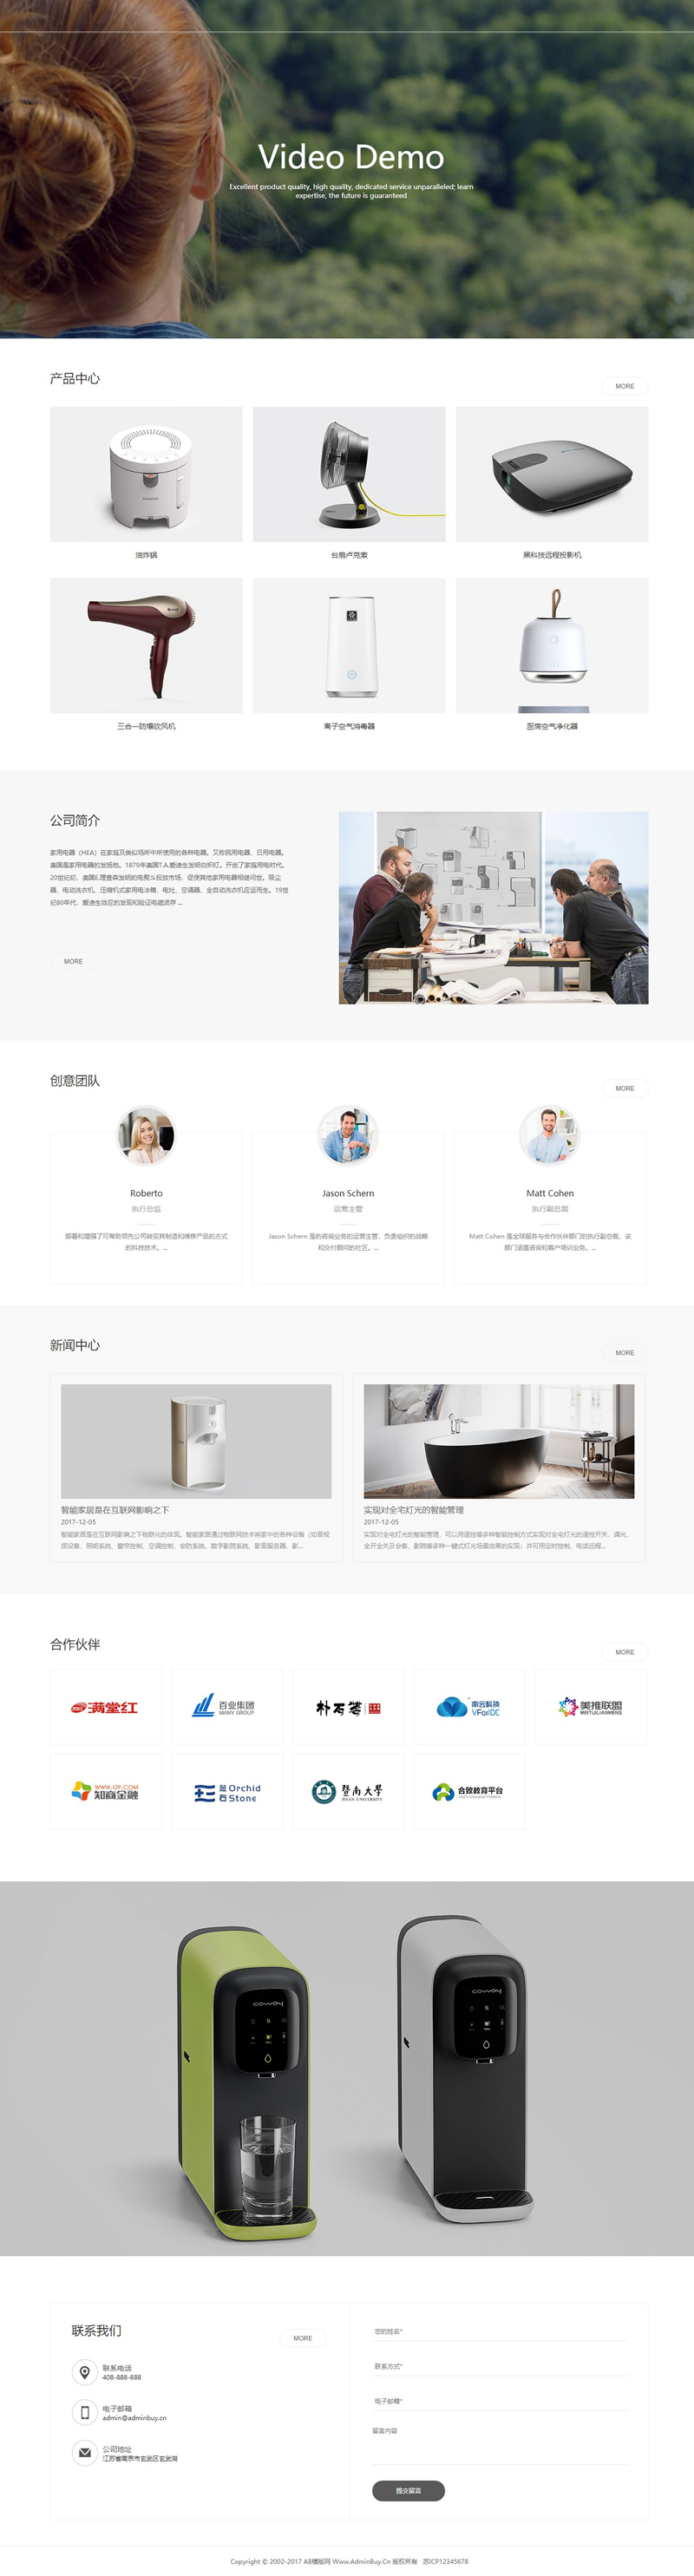 Video Demo
Excellent product quality, high quality, dedicated service unparalleled; learn
expertise, the future is guaranteed
产品中心
MORE
油炸锅
台扇卢克索
黑科技远程投影机
三合一防爆吹风机
离子空气消毒器
厨房空气净化器
公司简介
家用电器（HEA）在家庭及类似场所中所使用的各种电器。又称民用电器、日用电器。
美国是家用电器的发扬地。1879年美国T.A.爱迪生发明白炽灯。开创了家庭用电时代。
20世纪初，美国E.理查森发明的电熨斗投放市场，促使其他家用电器相继问世。吸尘
器、电动洗衣机、压缩机式家用电冰箱、电灶、空调器、全自动洗衣机应运而生。19世
纪80年代，爱迪生效应的发现和验证电磁波存 ...
MORE
创意团队
MORE
Roberto
执行总监
部署和增强了可帮助领先公司转变其制造和维修产品的方式
的科技技术。...
Jason Schern
运营主管
Jason Schern 是的咨询业务的运营主管，负责组织的战略
和交付顾问的社区。...
Matt Cohen
执行副总裁
Matt Cohen 是全球服务与合作伙伴部门的执行副总裁，该
部门涵盖咨询和客户培训业务。...
新闻中心
MORE
智能家居是在互联网影响之下
2017-12-05
智能家居是在互联网影响之下物联化的体现。智能家居通过物联网技术将家中的各种设备（如音视
频设备、照明系统、窗帘控制、空调控制、安防系统、数字影院系统、影音服务器、影...
实现对全宅灯光的智能管理
2017-12-05
实现对全宅灯光的智能管理，可以用遥控等多种智能控制方式实现对全宅灯光的遥控开关，调光，
全开全关及会客、影院等多种一键式灯光场景效果的实现；并可用定时控制、电话远程...
合作伙伴
MORE
满堂红
百业集团
MANY GROUP
朴石
南云科技
VForIDC
美推联盟
MEITUILIANMENG
WWW.I2P.COM
知商金融
蓝石 Orchid
Stone
暨南大学
JINAN UNIVERSITY
合致教育平台
coway
coway
联系我们
MORE
联系电话
408-888-888
电子邮箱
admin@adminbuy.cn
公司地址
江苏省南京市玄武区玄武湖
您的姓名*
联系方式*
电子邮箱*
留言内容
提交留言
Copyright © 2002-2017 AB模版网 Www.AdminBuy.Cn 版权所有 苏ICP12345678